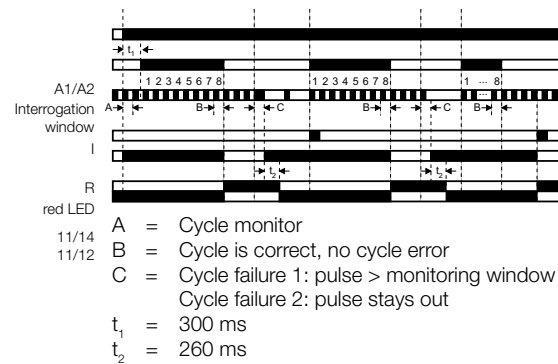 t1
1 2 3 4 5 6 7 8 1 2 3 4 5 6 7 8 1 ... 8
A1/A2
Interrogation
window
A B C B C B
I
t2 t2
R
red LED
11/14
11/12
A = Cycle monitor
B = Cycle is correct, no cycle error
C = Cycle failure 1: pulse > monitoring window
Cycle failure 2: pulse stays out
t1 = 300 ms
t2 = 260 ms